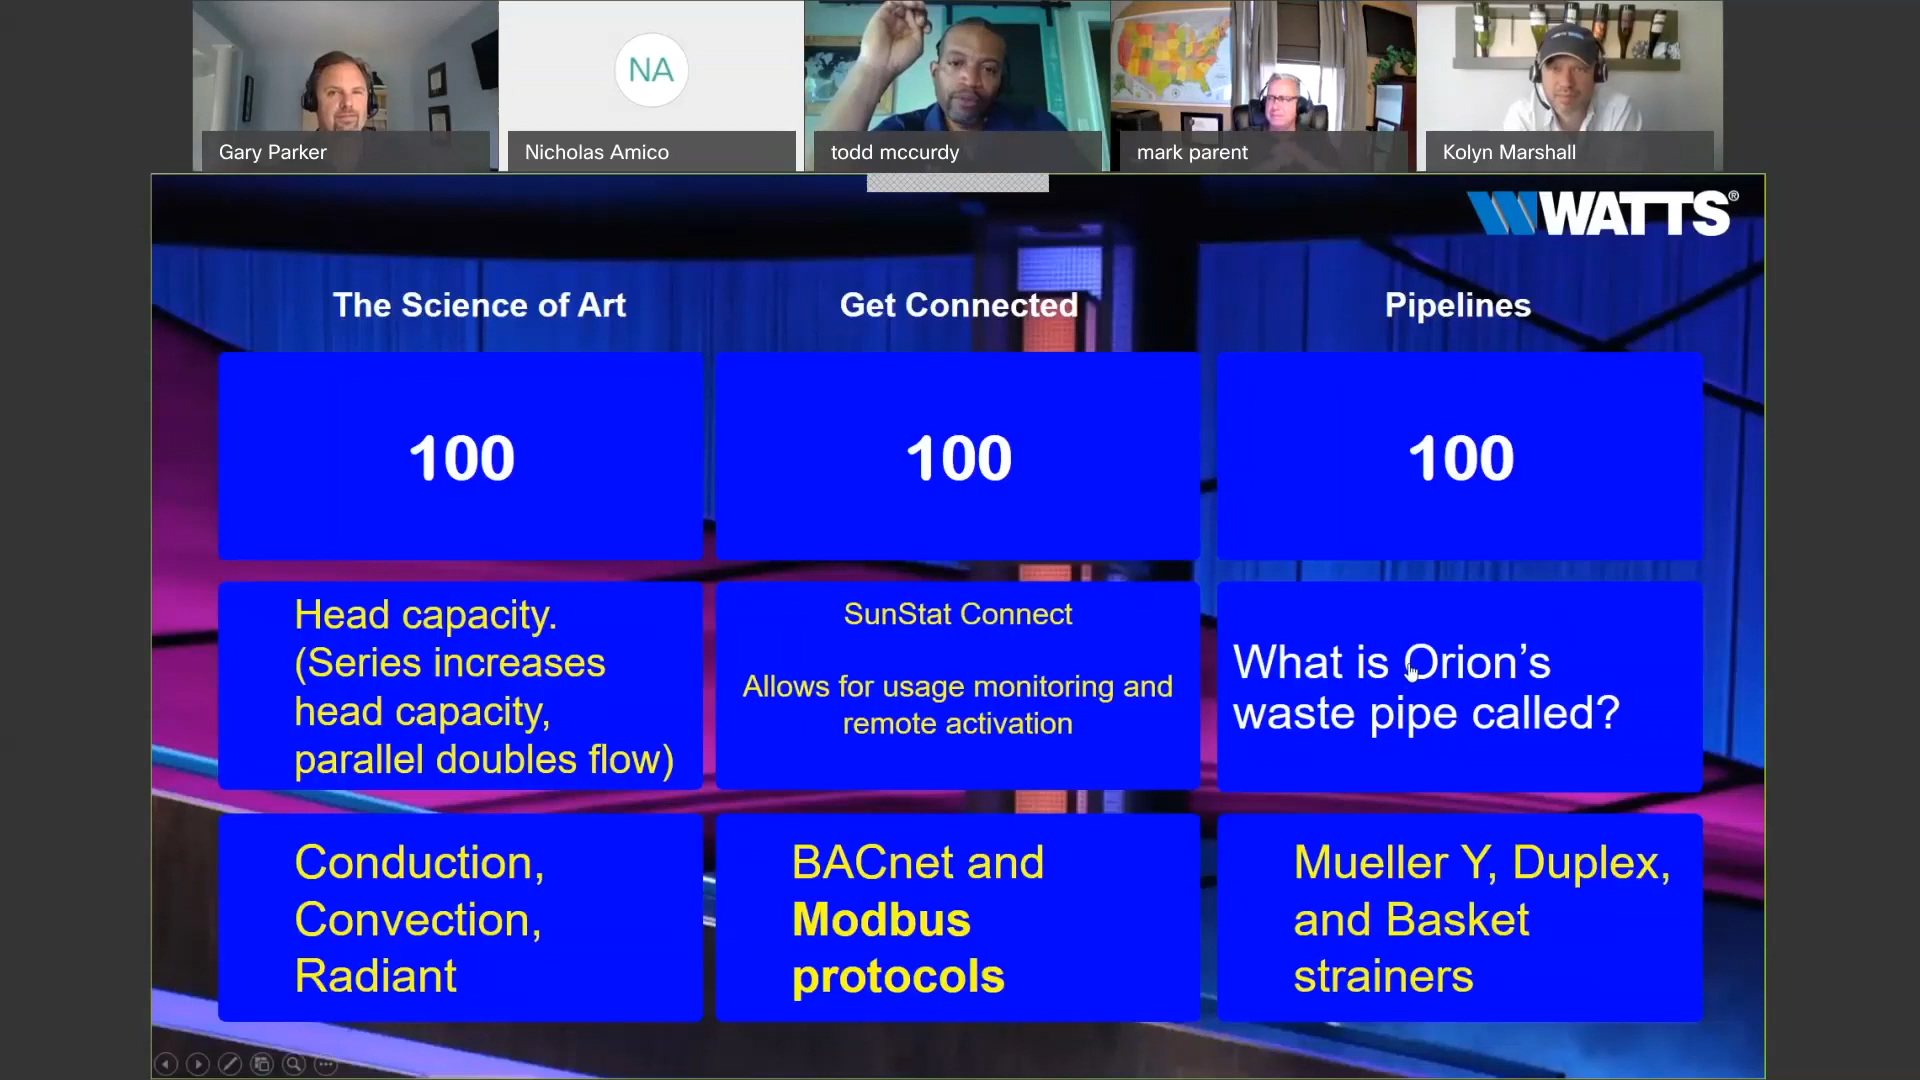 NA
Gary Parker
Nicholas Amico
todd mccurdy
mark parent
Kolyn Marshall
WATTS®
The Science of Art
Get Connected
Pipelines
100
100
100
Head capacity.
(Series increases
head capacity,
parallel doubles flow)
SunStat Connect
Allows for usage monitoring and
remote activation
What is Orion’s
waste pipe called?
Conduction,
Convection,
Radiant
BACnet and
Modbus
protocols
Mueller Y, Duplex,
and Basket
strainers